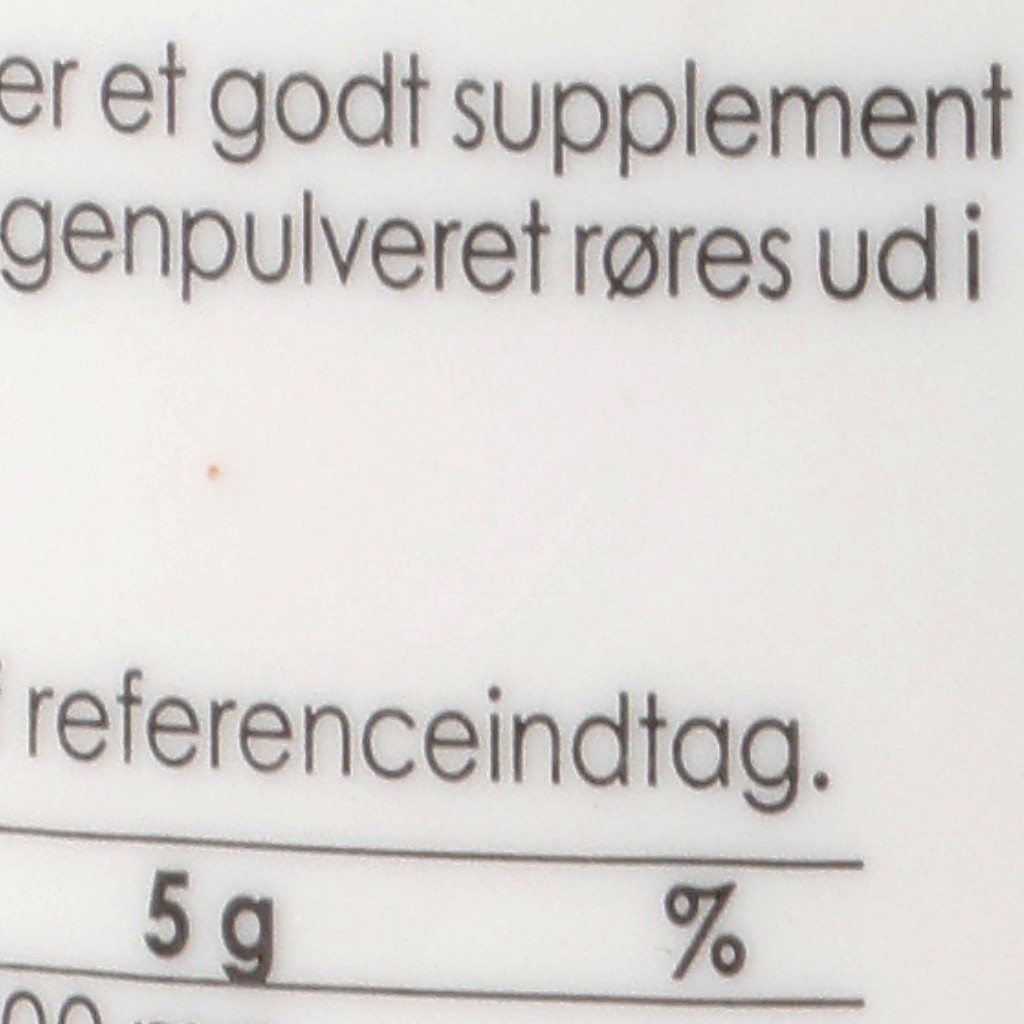 er et godt supplement
genpulveret røres ud i
referenceindtag.
5 g %